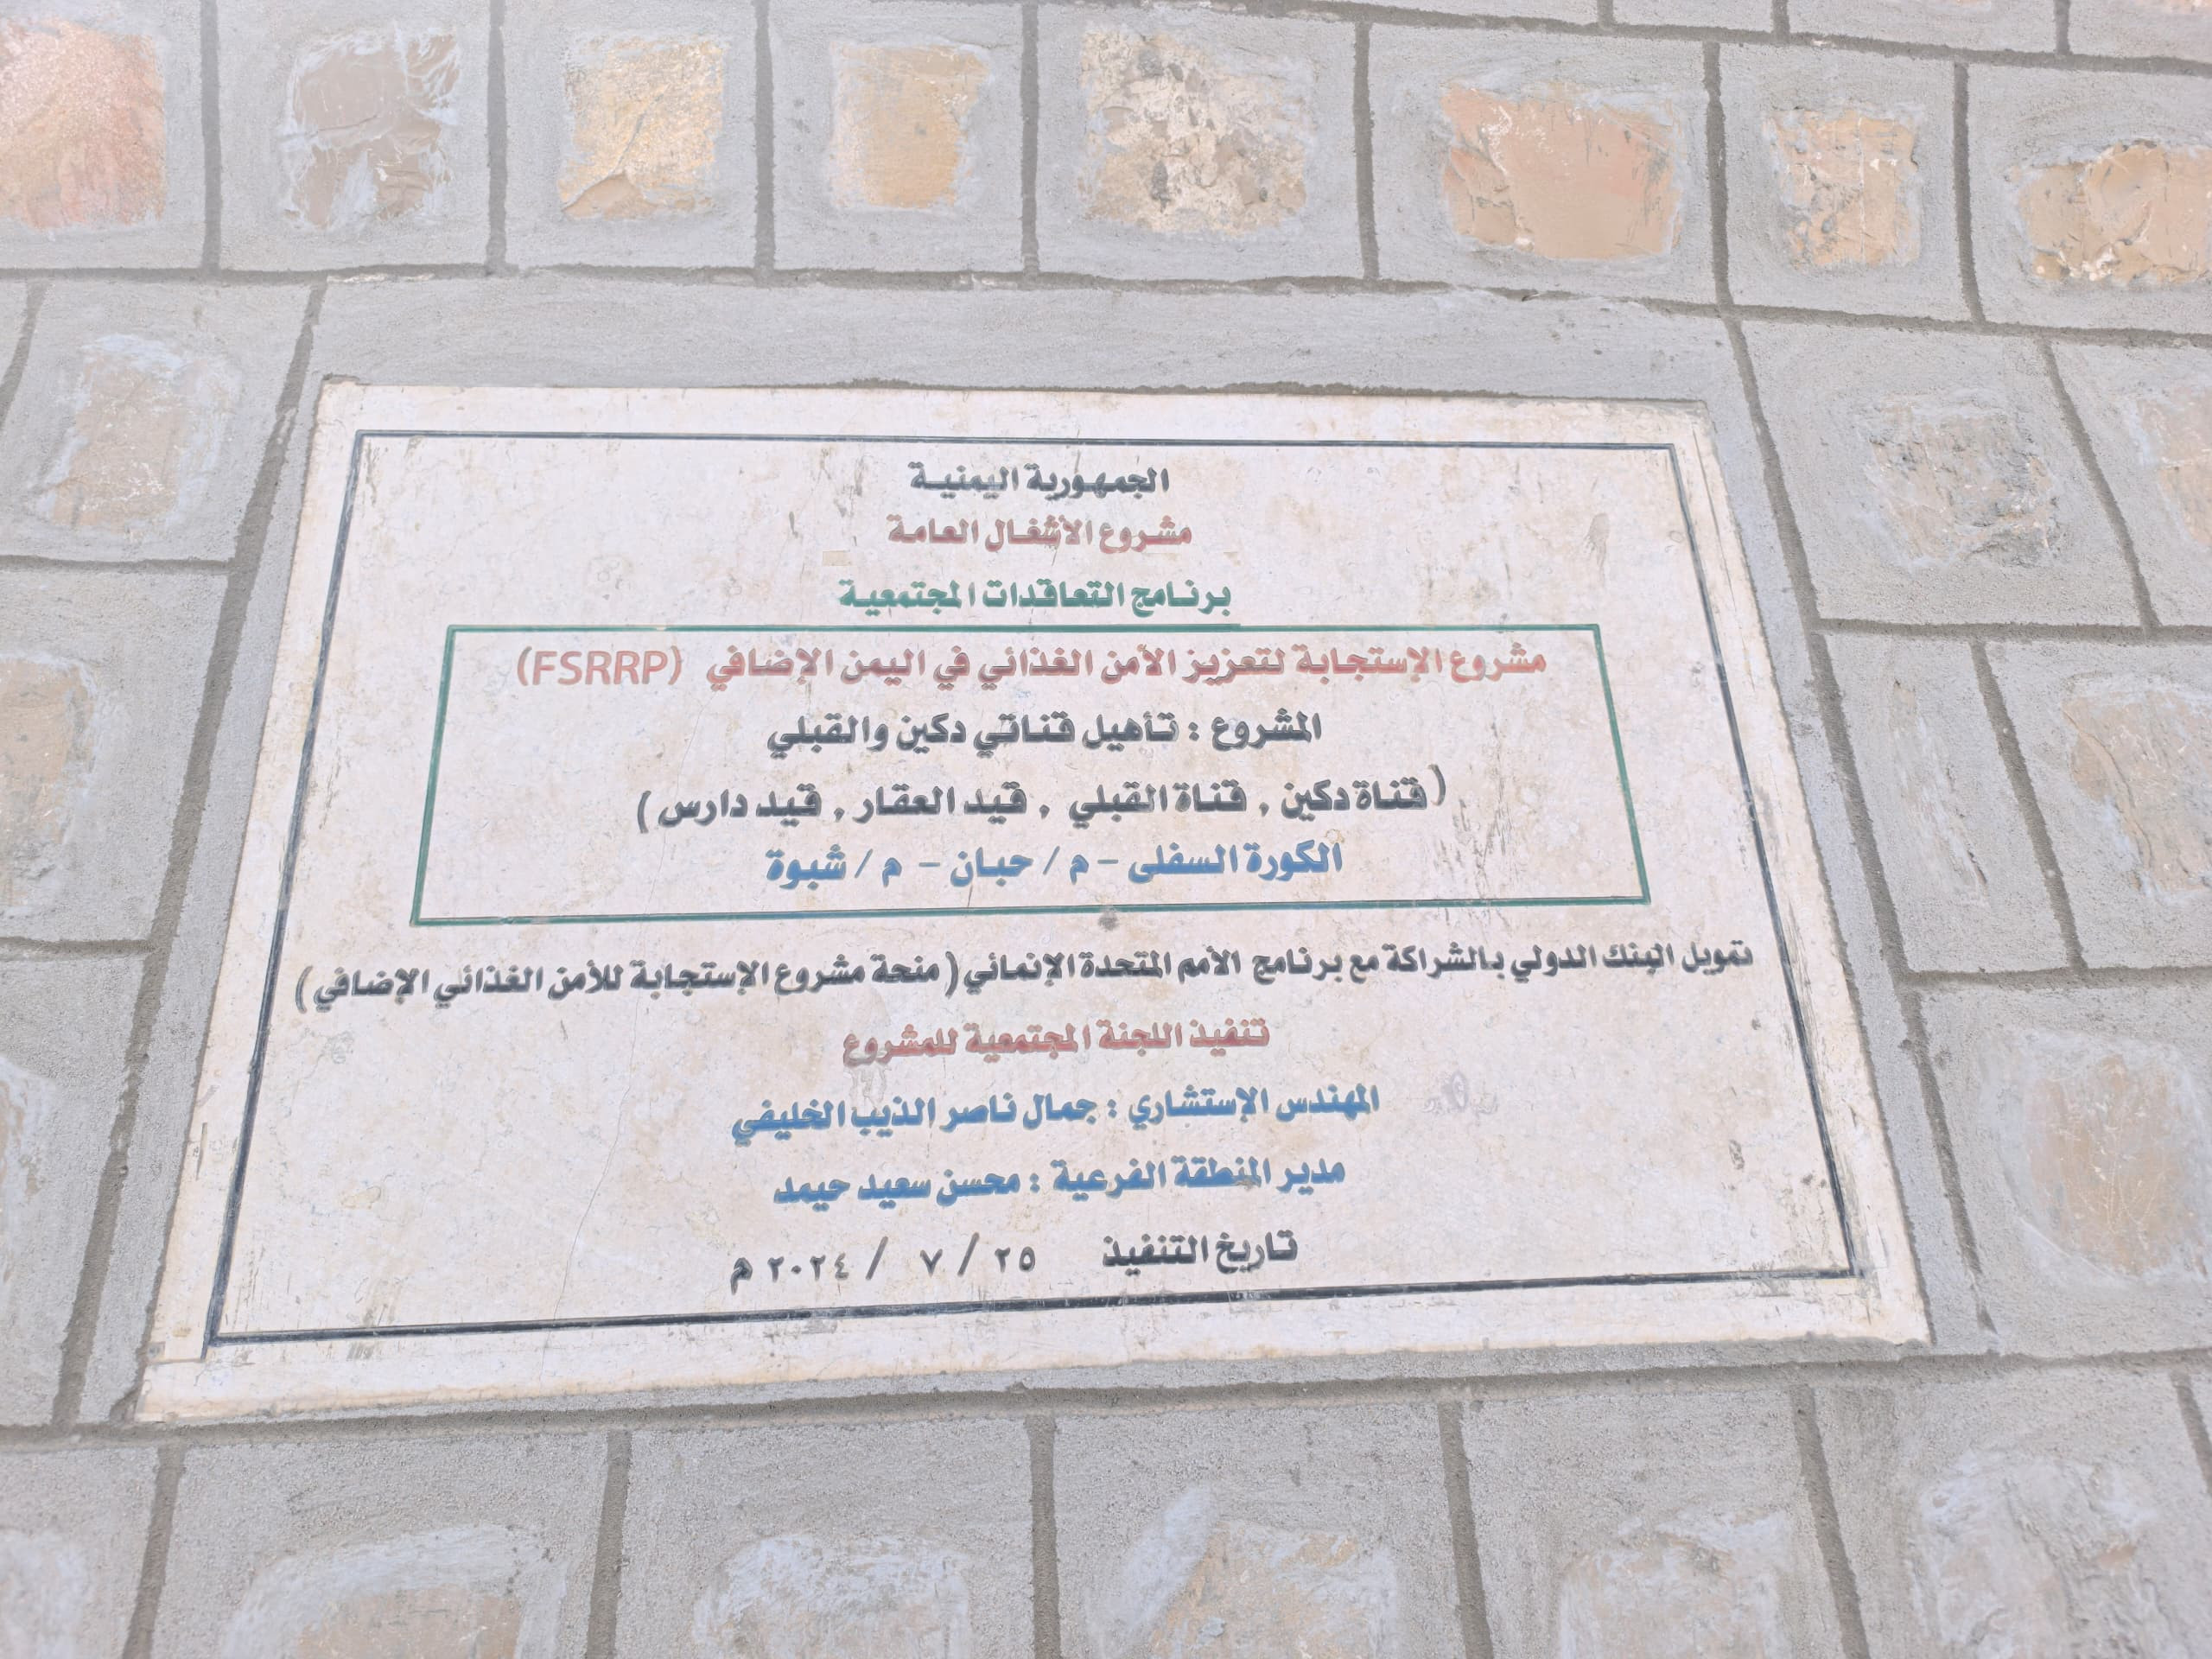 الجمهورية اليمنية
مشروع الأشغال العامة
برنامج التعاقدات المجتمعية
مشروع الإستجابة لتعزيز الأمن الغذائي في اليمن الإضافي (FSRRP)
المشروع : تأهيل قناتي دكين والقبلي
(قناة دكين , قناة القبلي , قيد العقار , قيد دارس )
الكورة السفلى - م / حبان - م / شبوة
تمويل البنك الدولي بالشراكة مع برنامج الأمم المتحدة الإنمائي ( منحة مشروع الإستجابة للأمن الغذائي الإضافي )
تنفيذ اللجنة المجتمعية للمشروع
المهندس الإستشاري : جمال ناصر الذيب الخليفي
مدير المنطقة الفرعية : محسن سعيد حيمد
تاريخ التنفيذ ٢٥ / ٧ / ٢٠٢٤ م